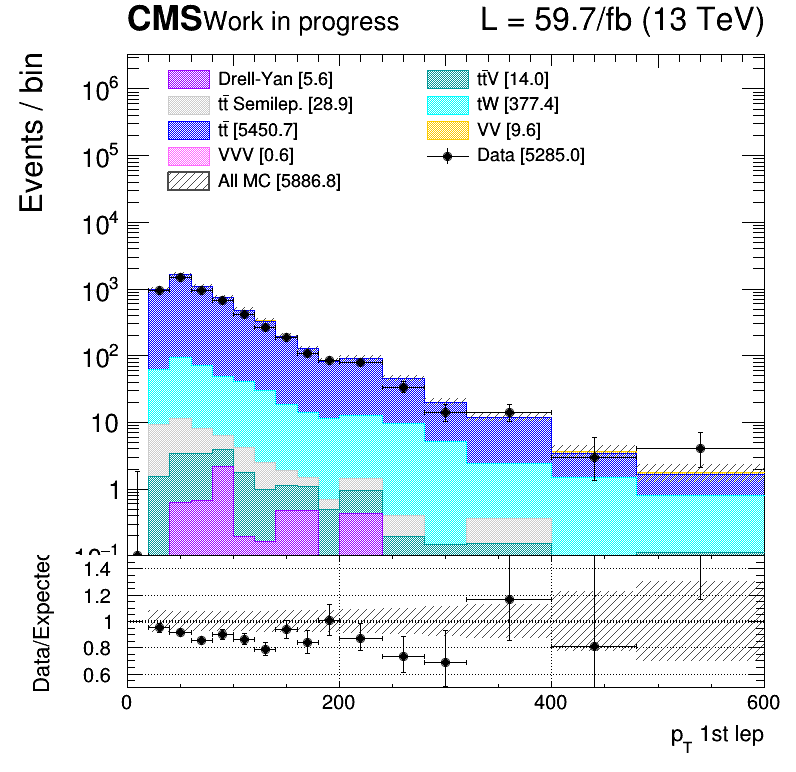 CMS Work in progress L = 59.7/fb (13 TeV)
Events / bin
Drell-Yan [5.6]
tt̄ Semilep. [28.9]
tt̄ [5450.7]
VVV [0.6]
All MC [5886.8]
tt̄V [14.0]
tW [377.4]
VV [9.6]
Data [5285.0]
10⁶
10⁵
10⁴
10³
10²
10
1
10⁻¹
Data/Expected
1.4
1.2
1
0.8
0.6
0 200 400 600
p_T 1st lep